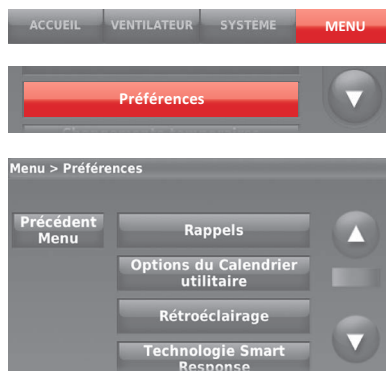 ACCUEIL VENTILATEUR SYSTEME MENU
Préférences
Menu > Préférences
Précédent
Menu
Rappels
Options du Calendrier
utilitaire
Rétroéclairage
Technologie Smart
Response